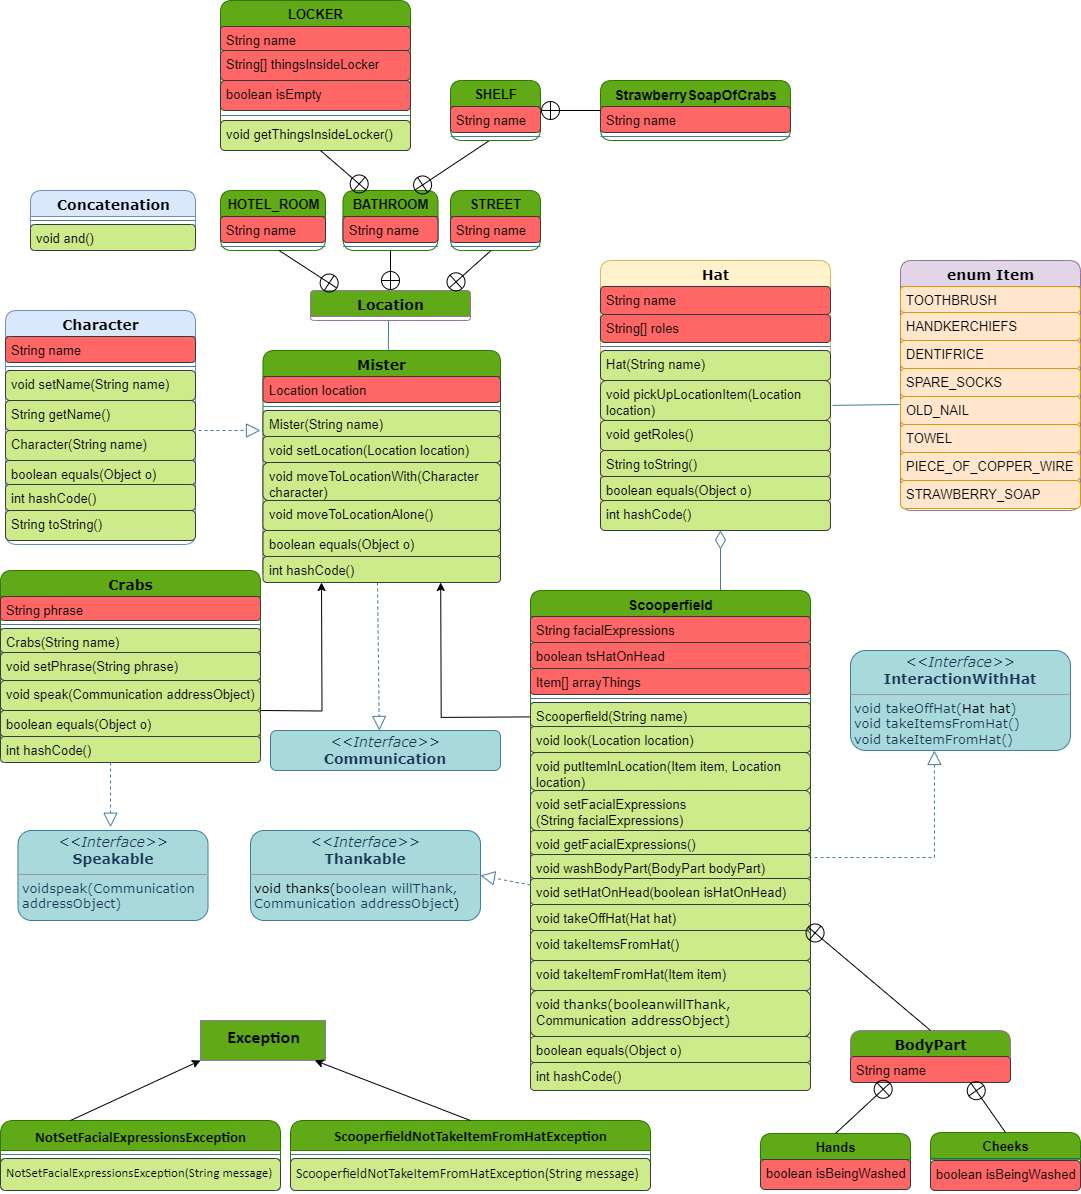 LOCKER
String name
String[] thingsInsideLocker
boolean isEmpty
void getThingsInsideLocker()
SHELF
String name
StrawberrySoapOfCrabs
String name
Concatenation
void and()
HOTEL_ROOM
String name
BATHROOM
String name
STREET
String name
Location
Character
String name
void setName(String name)
String getName()
Character(String name)
boolean equals(Object o)
int hashCode()
String toString()
Mister
Location location
Mister(String name)
void setLocation(Location location)
void moveToLocationWith(Character
character)
void moveToLocationAlone()
boolean equals(Object o)
int hashCode()
Hat
String name
String[] roles
Hat(String name)
void pickUpLocationItem(Location
location)
void getRoles()
String toString()
boolean equals(Object o)
int hashCode()
enum Item
TOOTHBRUSH
HANDKERCHIEFS
DENTIFRICE
SPARE_SOCKS
OLD_NAIL
TOWEL
PIECE_OF_COPPER_WIRE
STRAWBERRY_SOAP
Crabs
String phrase
Crabs(String name)
void setPhrase(String phrase)
void speak(Communication addressObject)
boolean equals(Object o)
int hashCode()
<<Interface>>
Communication
Scooperfield
String facialExpressions
boolean tsHatOnHead
Item[] arrayThings
Scooperfield(String name)
void look(Location location)
void putItemInLocation(Item item, Location
location)
void setFacialExpressions
(String facialExpressions)
void getFacialExpressions()
void washBodyPart(BodyPart bodyPart)
void setHatOnHead(boolean isHatOnHead)
void takeOffHat(Hat hat)
void takeItemsFromHat()
void takeItemFromHat(Item item)
void thanks(booleanwillThank,
Communication addressObject)
boolean equals(Object o)
int hashCode()
<<Interface>>
InteractionWithHat
void takeOffHat(Hat hat)
void takeItemsFromHat()
void takeItemFromHat()
<<Interface>>
Speakable
voidspeak(Communication
addressObject)
<<Interface>>
Thankable
void thanks(boolean willThank,
Communication addressObject)
Exception
NotSetFacialExpressionsException
NotSetFacialExpressionsException(String message)
ScooperfieldNotTakeItemFromHatException
ScooperfieldNotTakeItemFromHatException(String message)
BodyPart
String name
Hands
boolean isBeingWashed
Cheeks
boolean isBeingWashed